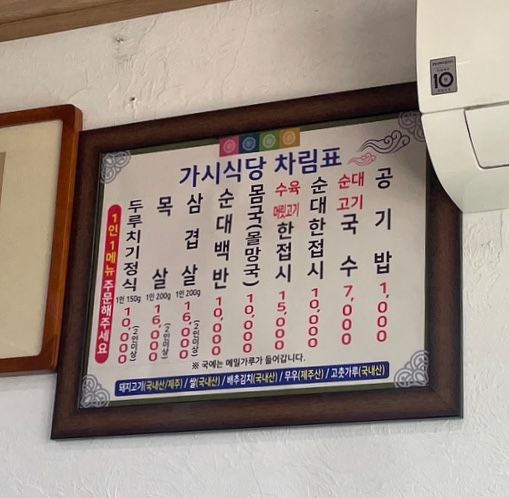 가시식당 차림표
1인 1메뉴 주문해주세요
두루치기정식 1인 150g 10,000 (2인이상)
목살 1인 200g 16,000 (2인이상)
삼겹살 1인 200g 16,000 (2인이상)
순대백반 10,000
몸국(몰망국) 10,000
수육 머릿고기 한접시 15,000
순대한접시 10,000
순대 고기 국수 7,000
공기밥 1,000
※ 국에는 메밀가루가 들어갑니다.
돼지고기(국내산/제주) / 쌀(국내산) / 배추김치(국내산) / 무우(제주산) / 고춧가루(국내산)
10